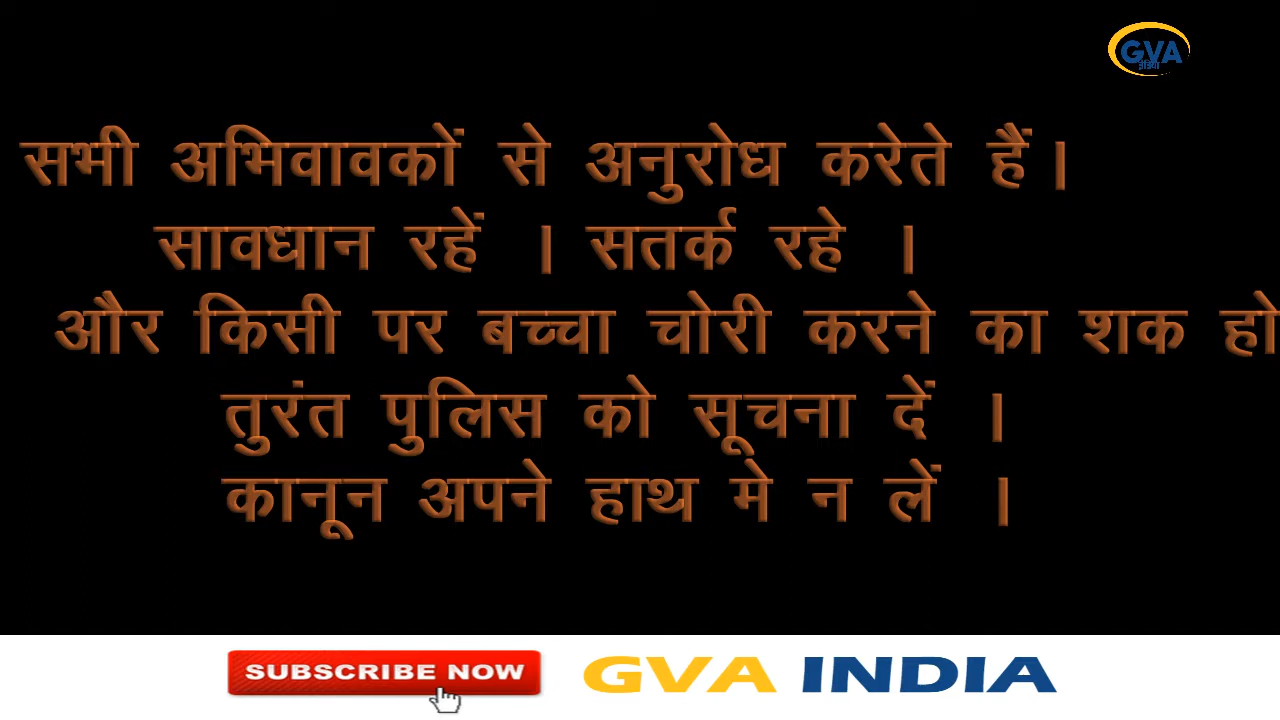 GVA
इंडिया
सभी अभिवावकों से अनुरोध करेते हैं।
सावधान रहें । सतर्क रहे ।
और किसी पर बच्चा चोरी करने का शक हो
तुरंत पुलिस को सूचना दें ।
कानून अपने हाथ मे न लें ।
SUBSCRIBE NOW
GVA INDIA